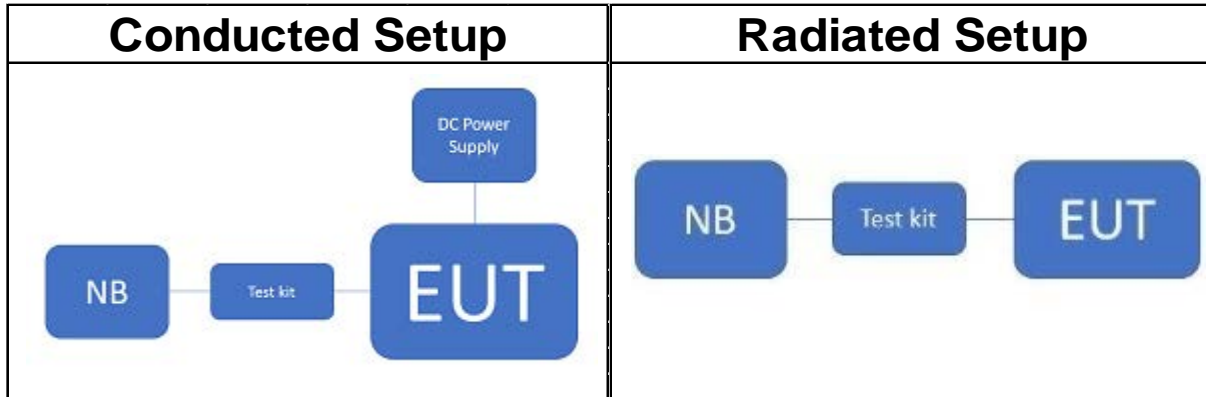 Conducted Setup
Radiated Setup
DC Power
Supply
NB
Test kit
EUT
NB
Test kit
EUT